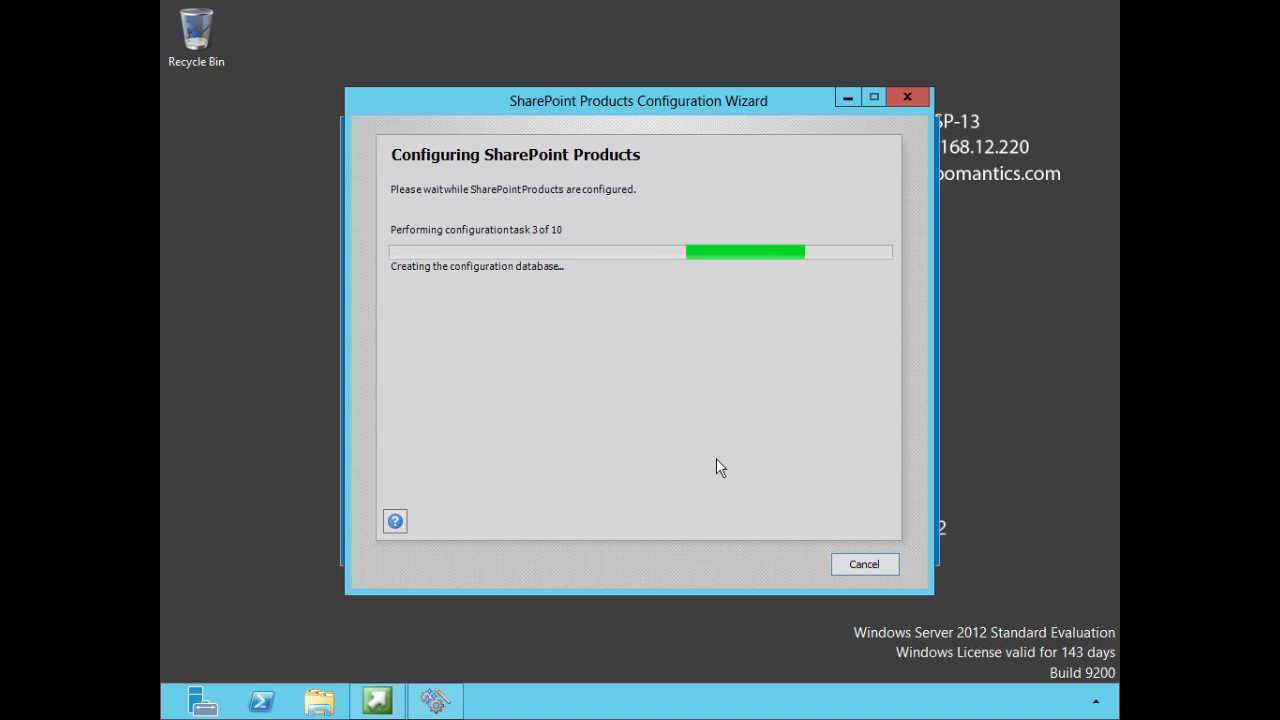 Recycle Bin
SharePoint Products Configuration Wizard
SP-13
168.12.220
Configuring SharePoint Products
Please wait while SharePoint Products are configured.
Performing configuration task 3 of 10
Creating the configuration database...
2
Cancel
Windows Server 2012 Standard Evaluation
Windows License valid for 143 days
Build 9200